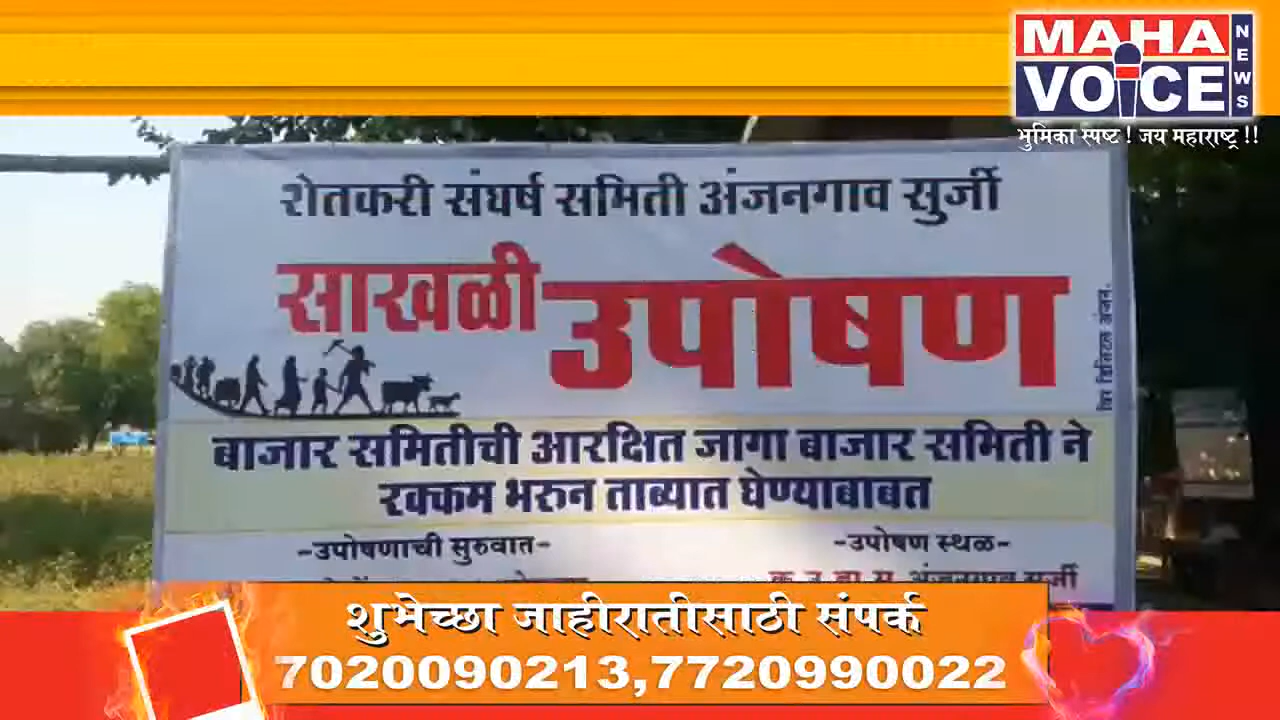 MAHA
VOICE
NEWS
भुमिका स्पष्ट ! जय महाराष्ट्र !!
शेतकरी संघर्ष समिती अंजनगाव सुर्जी
साखळी उपोषण
बाजार समितीची आरक्षित जागा बाजार समिती ने
रक्कम भरुन ताब्यात घेण्याबाबत
-उपोषणाची सुरुवात-
-उपोषण स्थळ-
कृ.उ.बा.स. अंजनगाव सुर्जी
शुभेच्छा जाहीरातीसाठी संपर्क
7020090213,7720990022